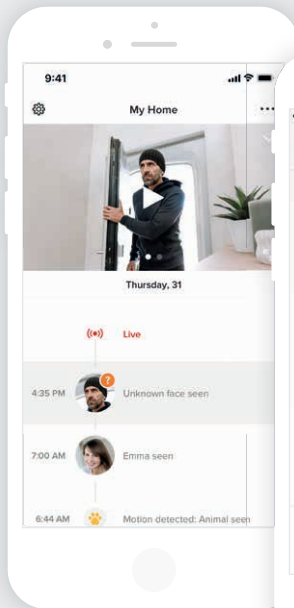 9:41
My Home
Thursday, 31
Live
4:35 PM Unknown face seen
7:00 AM Emma seen
6:44 AM Motion detected: Animal seen